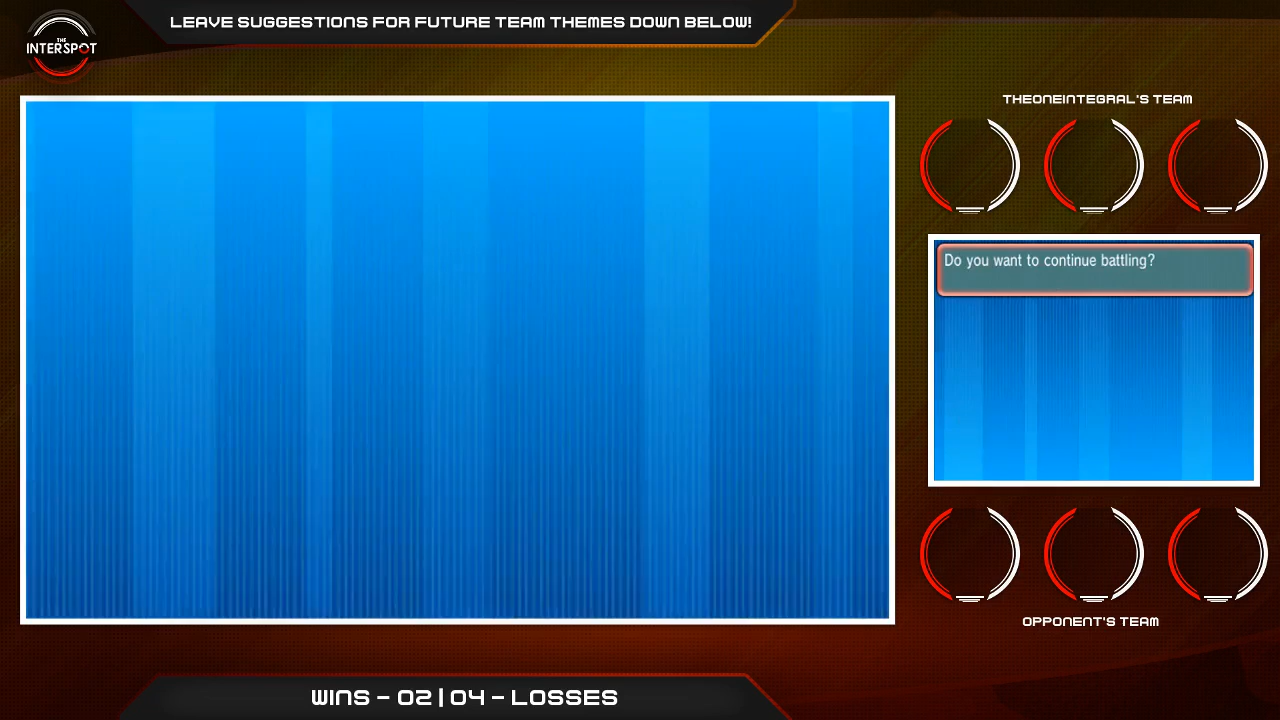 LEAVE SUGGESTIONS FOR FUTURE TEAM THEMES DOWN BELOW!
THE
INTERSPOT
THEONEINTEGRAL'S TEAM
Do you want to continue battling?
OPPONENT'S TEAM
WINS - 02 | 04 - LOSSES